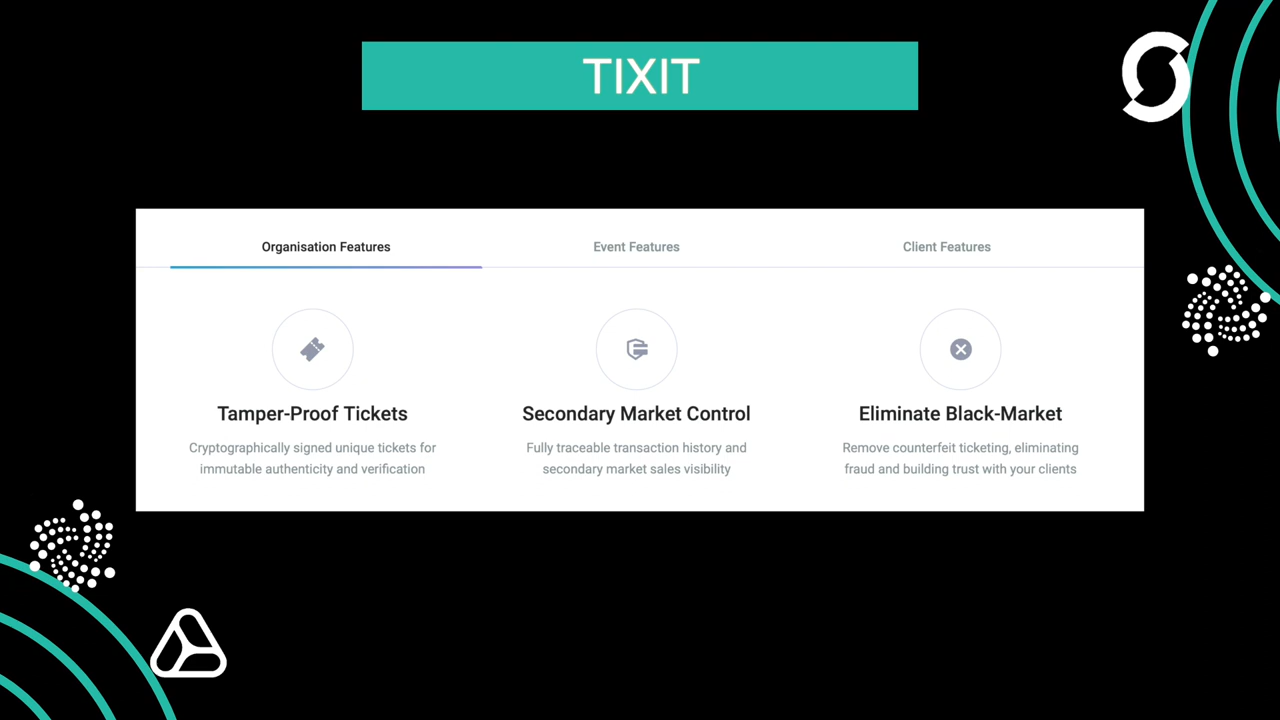 TIXIT
Organisation Features
Event Features
Client Features
Tamper-Proof Tickets
Cryptographically signed unique tickets for
immutable authenticity and verification
Secondary Market Control
Fully traceable transaction history and
secondary market sales visibility
Eliminate Black-Market
Remove counterfeit ticketing, eliminating
fraud and building trust with your clients